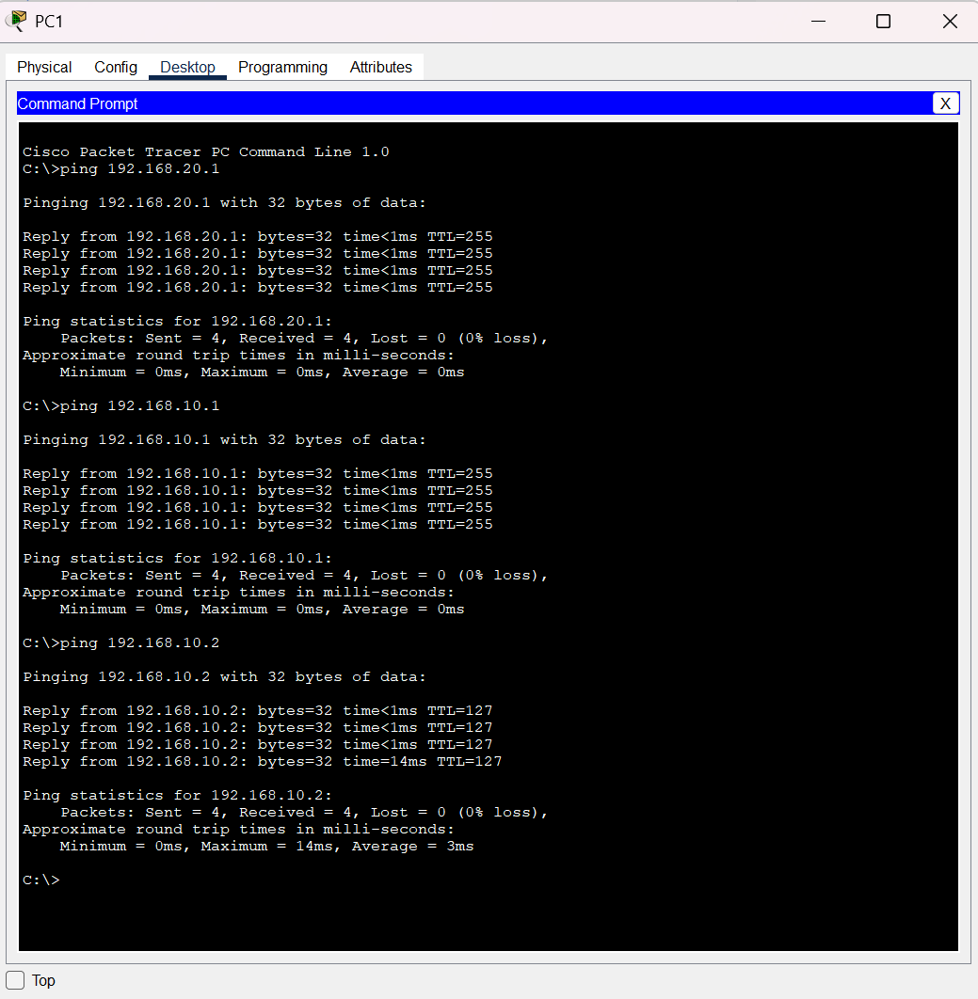 PC1
Physical Config Desktop Programming Attributes
Command Prompt X
Cisco Packet Tracer PC Command Line 1.0
C:\>ping 192.168.20.1
Pinging 192.168.20.1 with 32 bytes of data:
Reply from 192.168.20.1: bytes=32 time<1ms TTL=255
Reply from 192.168.20.1: bytes=32 time<1ms TTL=255
Reply from 192.168.20.1: bytes=32 time<1ms TTL=255
Reply from 192.168.20.1: bytes=32 time<1ms TTL=255
Ping statistics for 192.168.20.1:
    Packets: Sent = 4, Received = 4, Lost = 0 (0% loss),
Approximate round trip times in milli-seconds:
    Minimum = 0ms, Maximum = 0ms, Average = 0ms
C:\>ping 192.168.10.1
Pinging 192.168.10.1 with 32 bytes of data:
Reply from 192.168.10.1: bytes=32 time<1ms TTL=255
Reply from 192.168.10.1: bytes=32 time<1ms TTL=255
Reply from 192.168.10.1: bytes=32 time<1ms TTL=255
Reply from 192.168.10.1: bytes=32 time<1ms TTL=255
Ping statistics for 192.168.10.1:
    Packets: Sent = 4, Received = 4, Lost = 0 (0% loss),
Approximate round trip times in milli-seconds:
    Minimum = 0ms, Maximum = 0ms, Average = 0ms
C:\>ping 192.168.10.2
Pinging 192.168.10.2 with 32 bytes of data:
Reply from 192.168.10.2: bytes=32 time<1ms TTL=127
Reply from 192.168.10.2: bytes=32 time<1ms TTL=127
Reply from 192.168.10.2: bytes=32 time<1ms TTL=127
Reply from 192.168.10.2: bytes=32 time=14ms TTL=127
Ping statistics for 192.168.10.2:
    Packets: Sent = 4, Received = 4, Lost = 0 (0% loss),
Approximate round trip times in milli-seconds:
    Minimum = 0ms, Maximum = 14ms, Average = 3ms
C:\>
Top